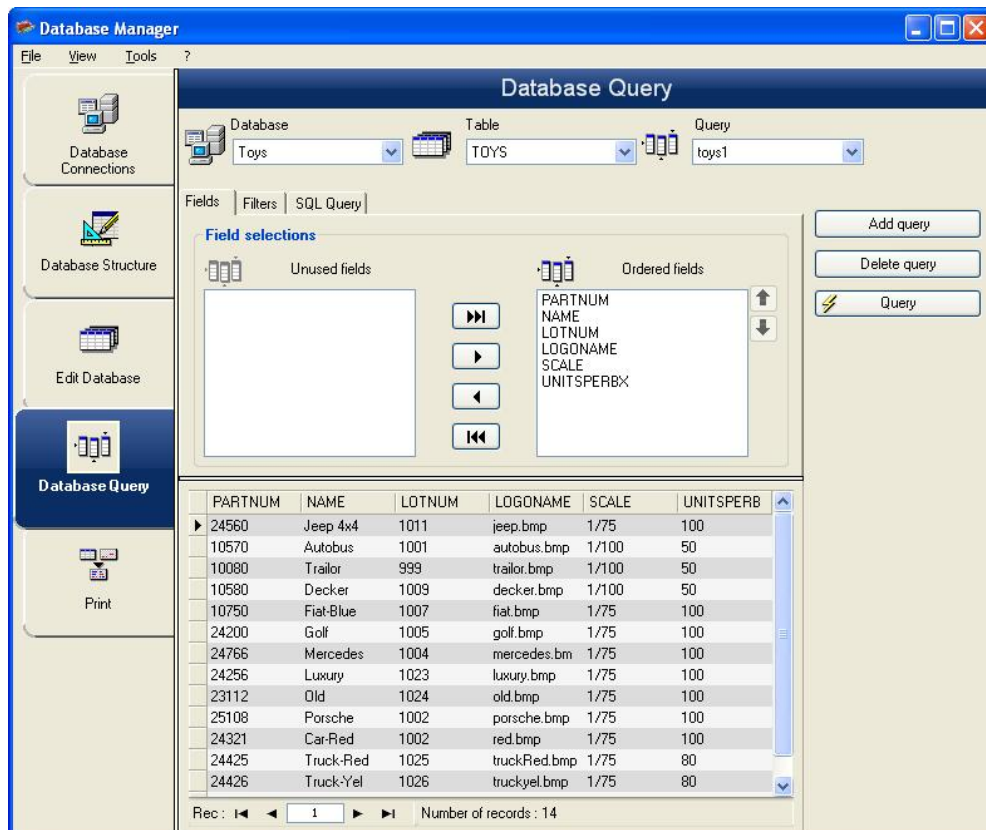 Database Manager
File View Tools ?
Database Connections
Database Structure
Edit Database
Database Query
Print
Database Query
Database Table Query
Toys TOYS toys1
Fields Filters SQL Query
Field selections
Unused fields Ordered fields
PARTNUM
NAME
LOTNUM
LOGONAME
SCALE
UNITSPERBX
Add query
Delete query
Query
PARTNUM NAME LOTNUM LOGONAME SCALE UNITSPERB
24560 Jeep 4x4 1011 jeep.bmp 1/75 100
10570 Autobus 1001 autobus.bmp 1/100 50
10080 Trailor 999 trailor.bmp 1/100 50
10580 Decker 1009 decker.bmp 1/100 50
10750 Fiat-Blue 1007 fiat.bmp 1/75 100
24200 Golf 1005 golf.bmp 1/75 100
24766 Mercedes 1004 mercedes.bm 1/75 100
24256 Luxury 1023 luxury.bmp 1/75 100
23112 Old 1024 old.bmp 1/75 100
25108 Porsche 1002 porsche.bmp 1/75 100
24321 Car-Red 1002 red.bmp 1/75 100
24425 Truck-Red 1025 truckRed.bmp 1/75 80
24426 Truck-Yel 1026 truckyel.bmp 1/75 80
Rec : 1 Number of records : 14